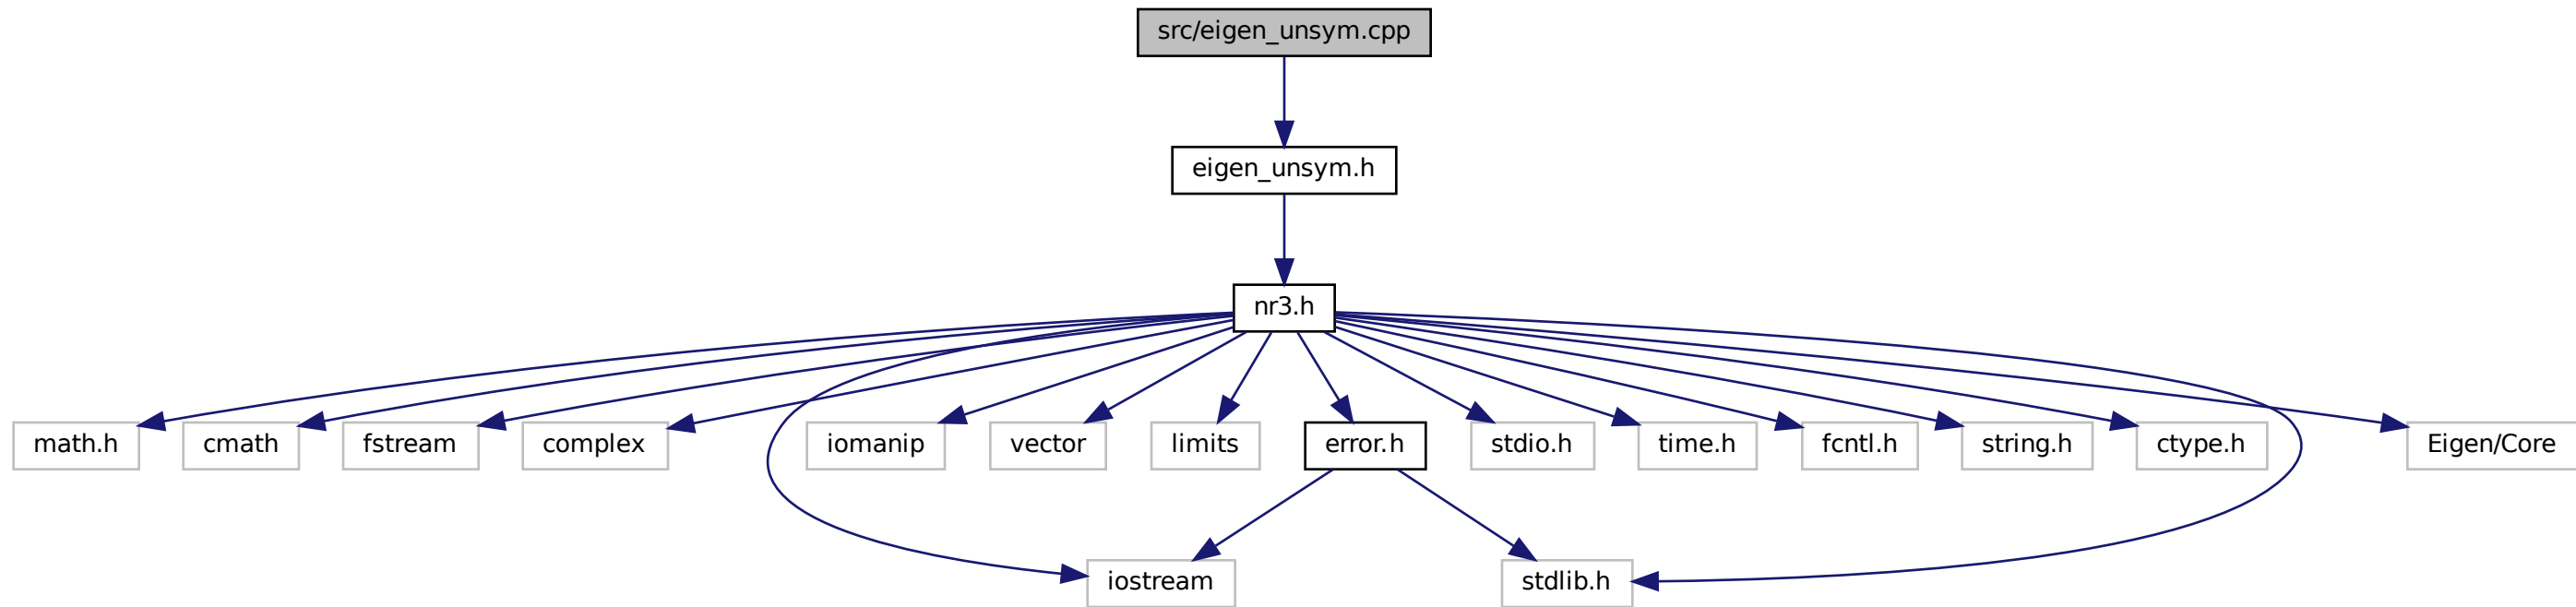 src/eigen_unsym.cpp
eigen_unsym.h
nr3.h
math.h
cmath
fstream
complex
iomanip
vector
limits
error.h
stdio.h
time.h
fcntl.h
string.h
ctype.h
Eigen/Core
iostream
stdlib.h